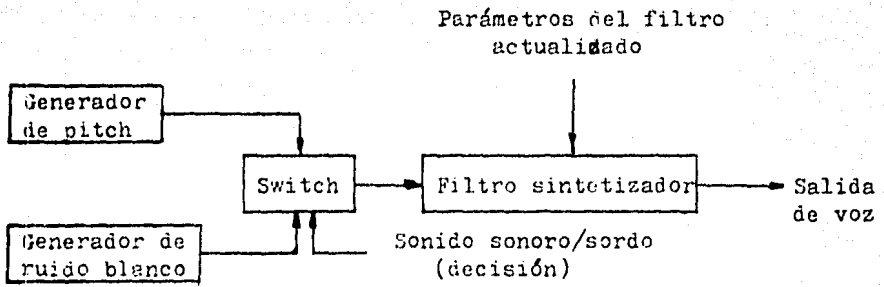 Parámetros del filtro
actualizado
Generador
de pitch
Switch
Filtro sintetizador
Salida
de voz
Generador de
ruido blanco
Sonido sonoro/sordo
(decisión)